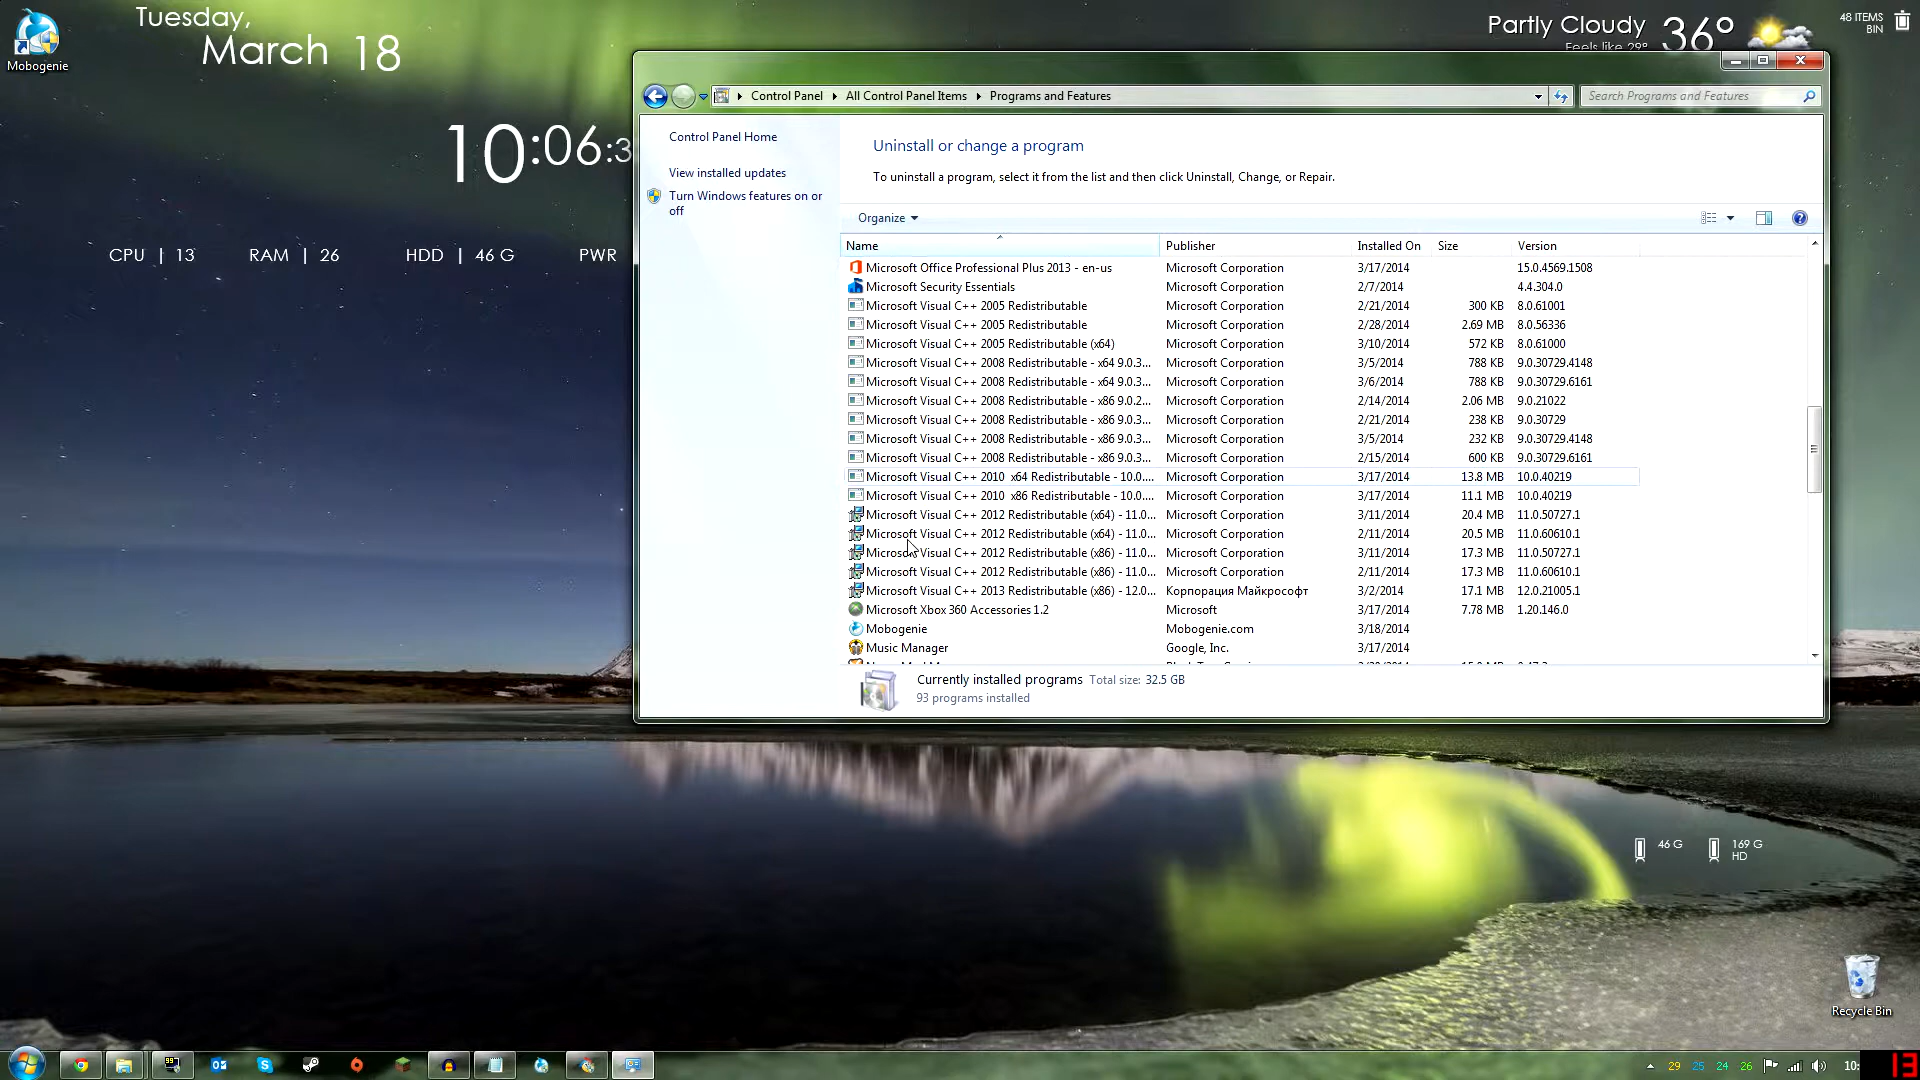 Tuesday,
March 18
Mobogenie
Partly Cloudy 36°
Feels like 29°
48 ITEMS
BIN
10:06:3
CPU | 13 RAM | 26 HDD | 46 G PWR
Control Panel All Control Panel Items Programs and Features
Search Programs and Features
Control Panel Home
View installed updates
Turn Windows features on or
off
Uninstall or change a program
To uninstall a program, select it from the list and then click Uninstall, Change, or Repair.
Organize
Name Publisher Installed On Size Version
Microsoft Office Professional Plus 2013 - en-us Microsoft Corporation 3/17/2014 15.0.4569.1508
Microsoft Security Essentials Microsoft Corporation 2/7/2014 4.4.304.0
Microsoft Visual C++ 2005 Redistributable Microsoft Corporation 2/21/2014 300 KB 8.0.61001
Microsoft Visual C++ 2005 Redistributable Microsoft Corporation 2/28/2014 2.69 MB 8.0.56336
Microsoft Visual C++ 2005 Redistributable (x64) Microsoft Corporation 3/10/2014 572 KB 8.0.61000
Microsoft Visual C++ 2008 Redistributable - x64 9.0.3... Microsoft Corporation 3/5/2014 788 KB 9.0.30729.4148
Microsoft Visual C++ 2008 Redistributable - x64 9.0.3... Microsoft Corporation 3/6/2014 788 KB 9.0.30729.6161
Microsoft Visual C++ 2008 Redistributable - x86 9.0.2... Microsoft Corporation 2/14/2014 2.06 MB 9.0.21022
Microsoft Visual C++ 2008 Redistributable - x86 9.0.3... Microsoft Corporation 2/21/2014 238 KB 9.0.30729
Microsoft Visual C++ 2008 Redistributable - x86 9.0.3... Microsoft Corporation 3/5/2014 232 KB 9.0.30729.4148
Microsoft Visual C++ 2008 Redistributable - x86 9.0.3... Microsoft Corporation 2/15/2014 600 KB 9.0.30729.6161
Microsoft Visual C++ 2010 x64 Redistributable - 10.0.... Microsoft Corporation 3/17/2014 13.8 MB 10.0.40219
Microsoft Visual C++ 2010 x86 Redistributable - 10.0.... Microsoft Corporation 3/17/2014 11.1 MB 10.0.40219
Microsoft Visual C++ 2012 Redistributable (x64) - 11.0... Microsoft Corporation 3/11/2014 20.4 MB 11.0.50727.1
Microsoft Visual C++ 2012 Redistributable (x64) - 11.0... Microsoft Corporation 2/11/2014 20.5 MB 11.0.60610.1
Microsoft Visual C++ 2012 Redistributable (x86) - 11.0... Microsoft Corporation 3/11/2014 17.3 MB 11.0.50727.1
Microsoft Visual C++ 2012 Redistributable (x86) - 11.0... Microsoft Corporation 2/11/2014 17.3 MB 11.0.60610.1
Microsoft Visual C++ 2013 Redistributable (x86) - 12.0... Корпорация Майкрософт 3/2/2014 17.1 MB 12.0.21005.1
Microsoft Xbox 360 Accessories 1.2 Microsoft 3/17/2014 7.78 MB 1.20.146.0
Mobogenie Mobogenie.com 3/18/2014
Music Manager Google, Inc. 3/17/2014
Currently installed programs Total size: 32.5 GB
93 programs installed
46 G 169 G
HD
Recycle Bin
99
29 25 24 26 10: 13